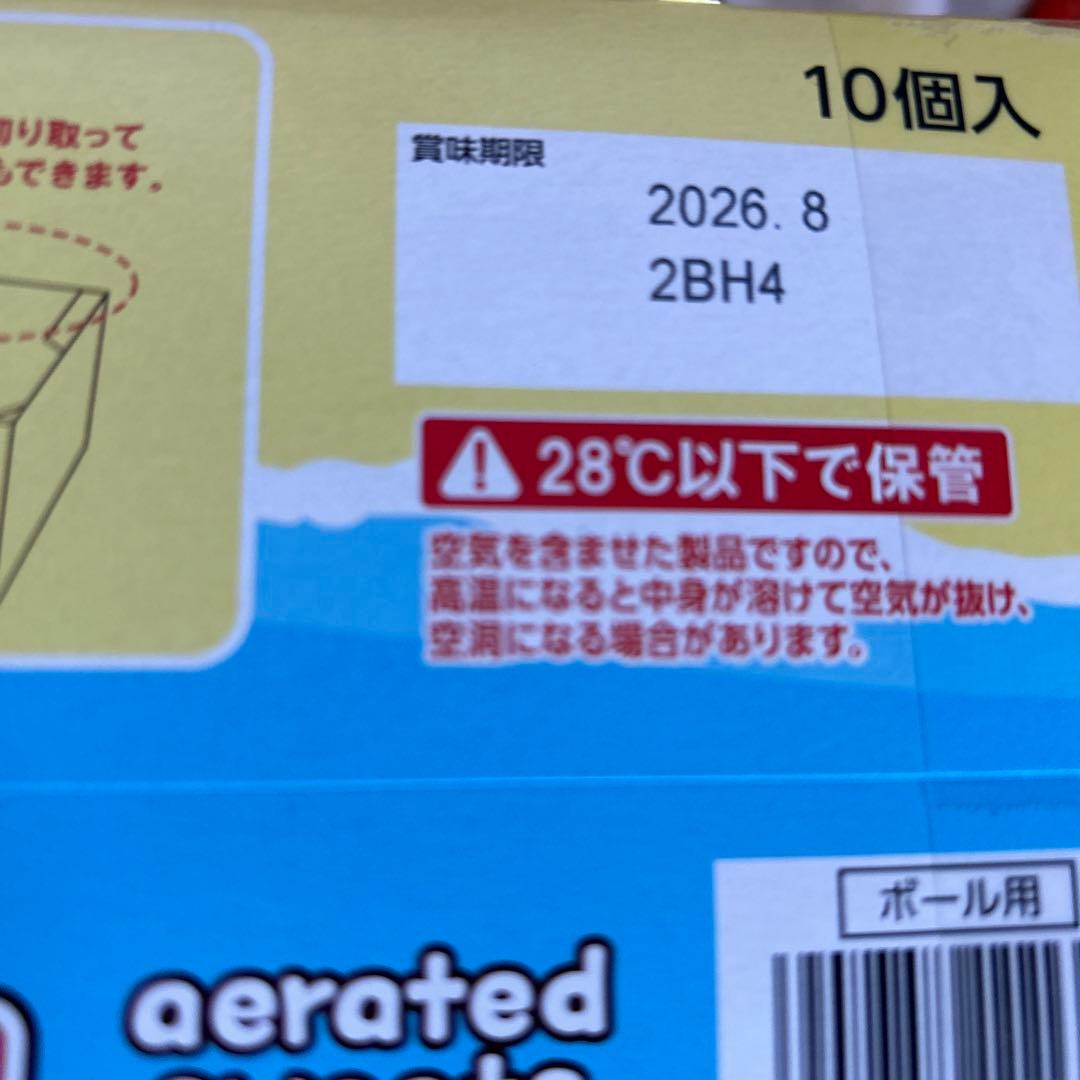 10個入
り取って
できます。
賞味期限
2026. 8
2BH4
28℃以下で保管
空気を含ませた製品ですので、
高温になると中身が溶けて空気が抜け、
空洞になる場合があります。
ボール用
aerated